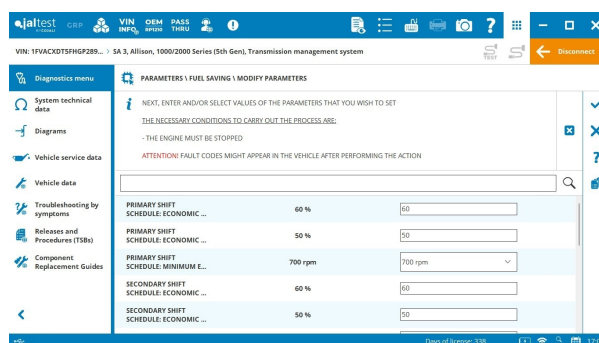 jaltest GRP
by COJALI
VIN INFO
OEM RP1210
PASS THRU
VIN: 1FVACXDT5FHGP289... > SA 3, Allison, 1000/2000 Series (5th Gen), Transmission management system
TEST
Disconnect
Diagnostics menu
System technical data
Diagrams
Vehicle service data
Vehicle data
Troubleshooting by symptoms
Releases and Procedures (TSBs)
Component Replacement Guides
PARAMETERS \ FUEL SAVING \ MODIFY PARAMETERS
NEXT, ENTER AND/OR SELECT VALUES OF THE PARAMETERS THAT YOU WISH TO SET
THE NECESSARY CONDITIONS TO CARRY OUT THE PROCESS ARE:
- THE ENGINE MUST BE STOPPED
ATTENTION! FAULT CODES MIGHT APPEAR IN THE VEHICLE AFTER PERFORMING THE ACTION
PRIMARY SHIFT
SCHEDULE: ECONOMIC ...
60 %
60
PRIMARY SHIFT
SCHEDULE: ECONOMIC ...
50 %
50
PRIMARY SHIFT
SCHEDULE: MINIMUM E...
700 rpm
700 rpm
SECONDARY SHIFT
SCHEDULE: ECONOMIC ...
60 %
60
SECONDARY SHIFT
SCHEDULE: ECONOMIC ...
50 %
50
Days of license: 338